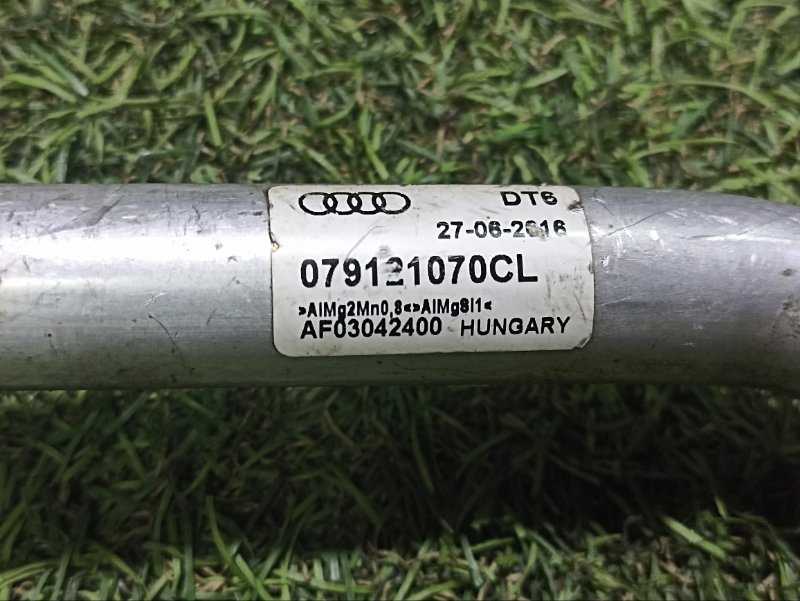 DT6
27-06-2016
079121070CL
»AlMg2Mn0,8«»AlMgSi1«
AF03042400 HUNGARY